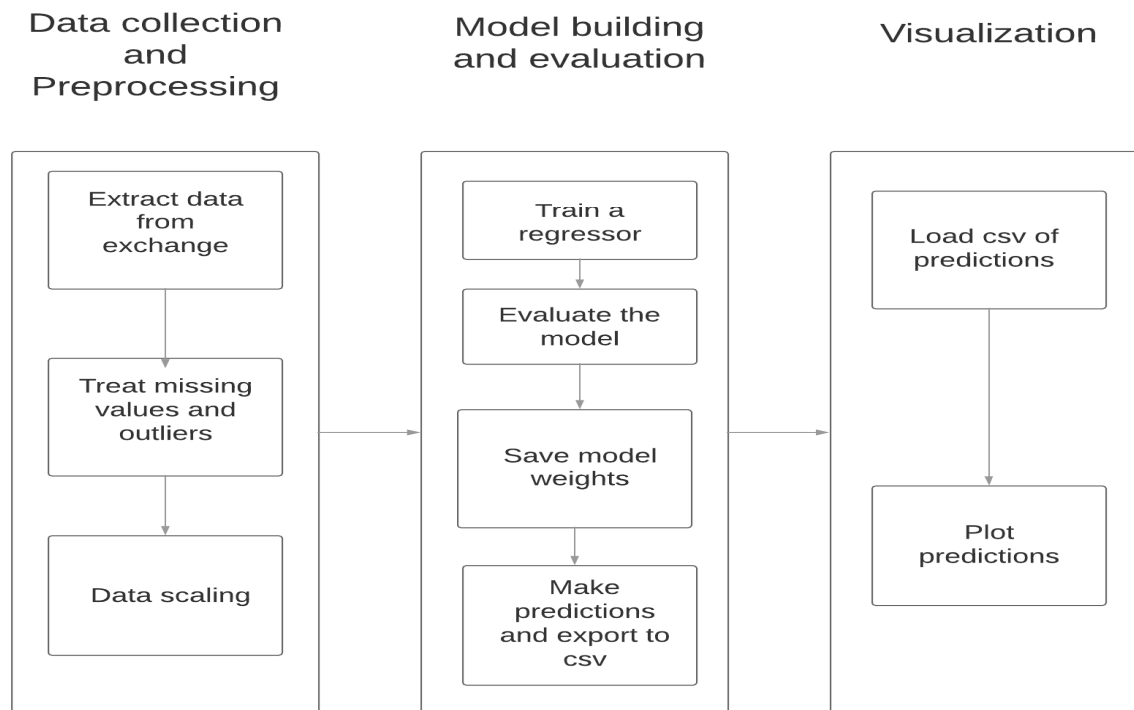 Data collection
and
Preprocessing
Extract data
from
exchange
Treat missing
values and
outliers
Data scaling
Model building
and evaluation
Train a
regressor
Evaluate the
model
Save model
weights
Make
predictions
and export to
csv
Visualization
Load csv of
predictions
Plot
predictions